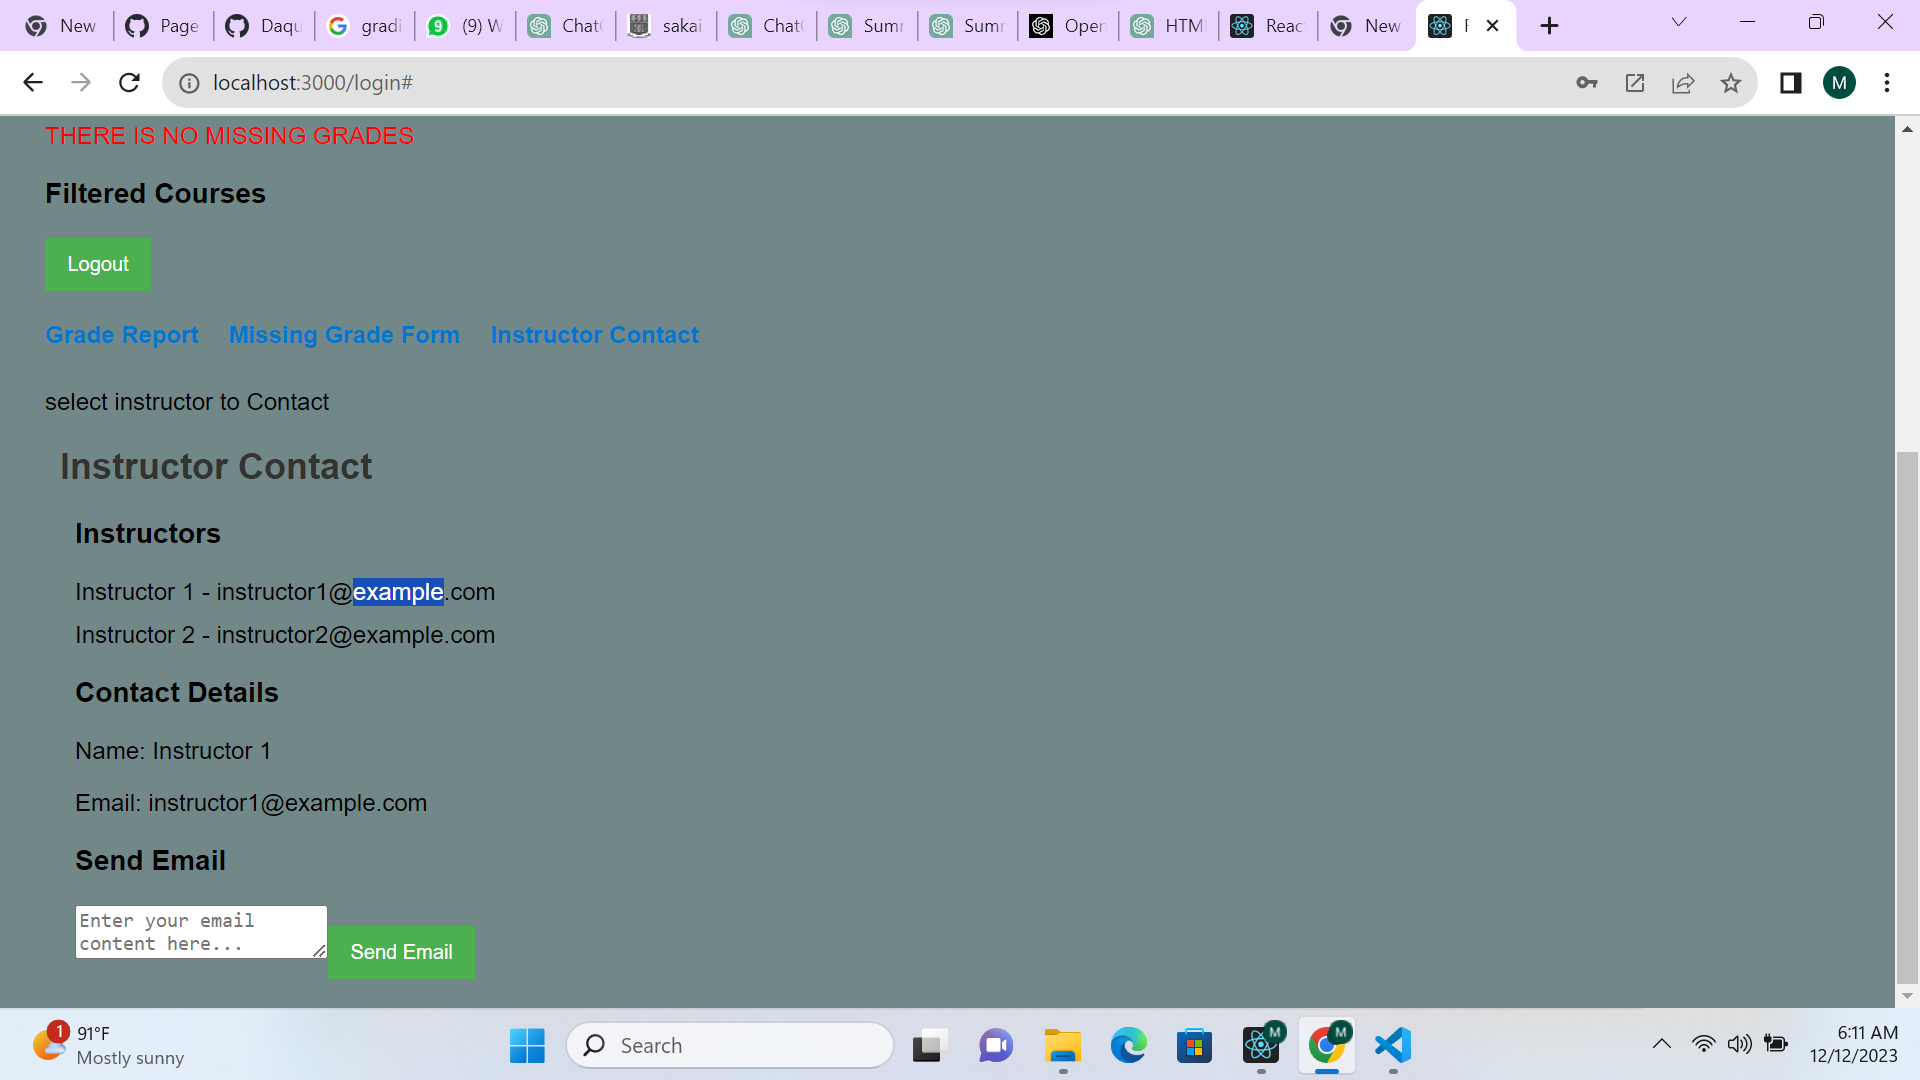 New
Page
Daqu
gradi
(9) W
Chat
sakai
Chat
Sumr
Sumr
Oper
HTM
React
New
localhost:3000/login#
M
THERE IS NO MISSING GRADES
Filtered Courses
Logout
Grade Report Missing Grade Form Instructor Contact
select instructor to Contact
Instructor Contact
Instructors
Instructor 1 - instructor1@example.com
Instructor 2 - instructor2@example.com
Contact Details
Name: Instructor 1
Email: instructor1@example.com
Send Email
Enter your email
content here...
Send Email
1
91°F
Mostly sunny
Search
M
M
6:11 AM
12/12/2023